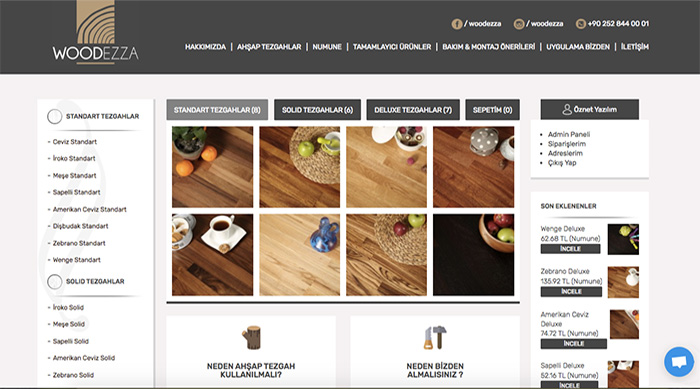 / woodezza / woodezza +90 252 844 00 01
WOODEZZA
HAKKIMIZDA | AHŞAP TEZGAHLAR | NUMUNE | TAMAMLAYICI ÜRÜNLER | BAKIM & MONTAJ ÖNERİLERİ | UYGULAMA BİZDEN | İLETİŞİM
STANDART TEZGAHLAR
- Ceviz Standart
- İroko Standart
- Meşe Standart
- Sapelli Standart
- Amerikan Ceviz Standart
- Dişbudak Standart
- Zebrano Standart
- Wenge Standart
SOLID TEZGAHLAR
- İroko Solid
- Meşe Solid
- Sapelli Solid
- Amerikan Ceviz Solid
- Zebrano Solid
STANDART TEZGAHLAR (8) SOLID TEZGAHLAR (6) DELUXE TEZGAHLAR (7) SEPETİM (0)
NEDEN AHŞAP TEZGAH
KULLANILMALI?
NEDEN BİZDEN
ALMALISINIZ ?
Öznet Yazılım
• Admin Paneli
• Siparişlerim
• Adreslerim
• Çıkış Yap
SON EKLENENLER
Wenge Deluxe
62.68 TL (Numune)
İNCELE
Zebrano Deluxe
135.92 TL (Numune)
İNCELE
Amerikan Ceviz
Deluxe
74.72 TL (Numune)
İNCELE
Sapelli Deluxe
52.16 TL (Numune)
İNCELE